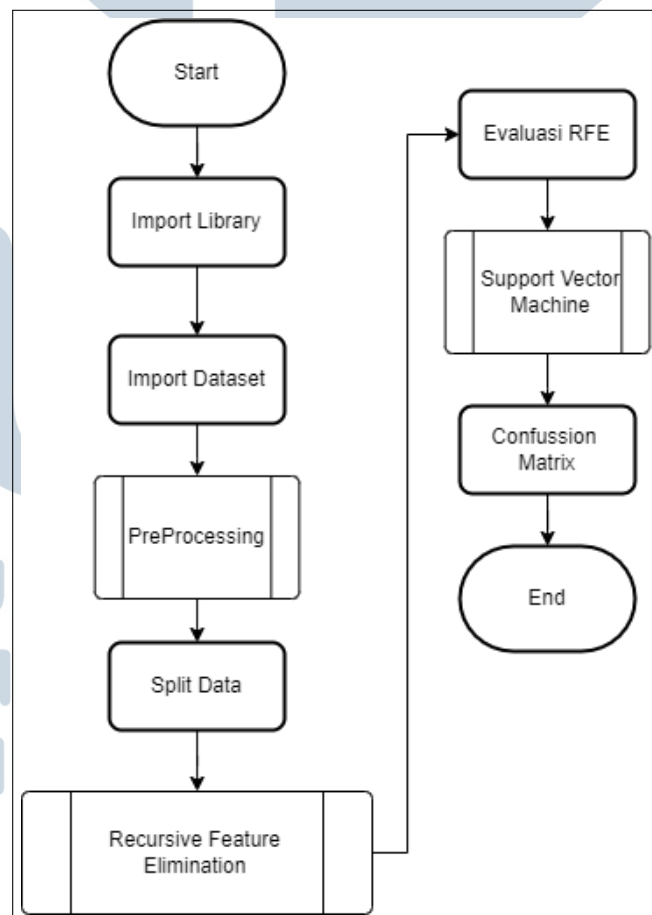 Start
Import Library
Import Dataset
PreProcessing
Split Data
Recursive Feature
Elimination
Evaluasi RFE
Support Vector
Machine
Confussion
Matrix
End